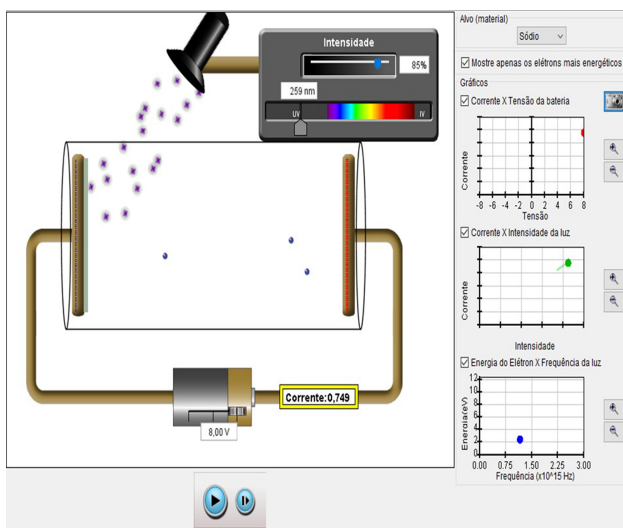 Intensidade
85%
259 nm
UV
IV
Corrente:0,749
8,00 V
Alvo (material)
Sódio
Mostre apenas os elétrons mais energéticos
Gráficos
Corrente X Tensão da bateria
Corrente
-8 -6 -4 -2 0 2 4 6 8
Tensão
Corrente X Intensidade da luz
Corrente
Intensidade
Energia do Elétron X Frequência da luz
Energia(eV)
12
10
8
6
4
2
0
0.00 0.75 1.50 2.25 3.00
Frequência (x10^15 Hz)